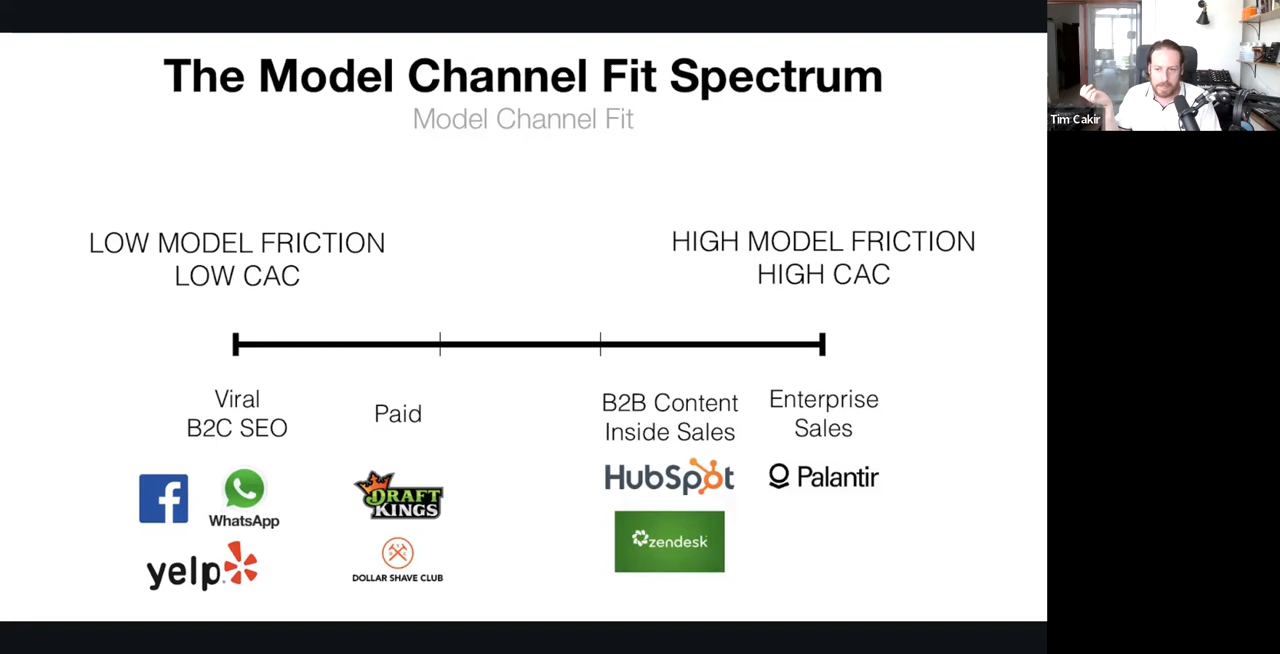 The Model Channel Fit Spectrum
Model Channel Fit
LOW MODEL FRICTION
LOW CAC
HIGH MODEL FRICTION
HIGH CAC
Viral
B2C SEO
Paid
B2B Content
Inside Sales
Enterprise
Sales
f
WhatsApp
yelp
DRAFT
KINGS
DOLLAR SHAVE CLUB
HubSpot
zendesk
Palantir
Tim Cakir